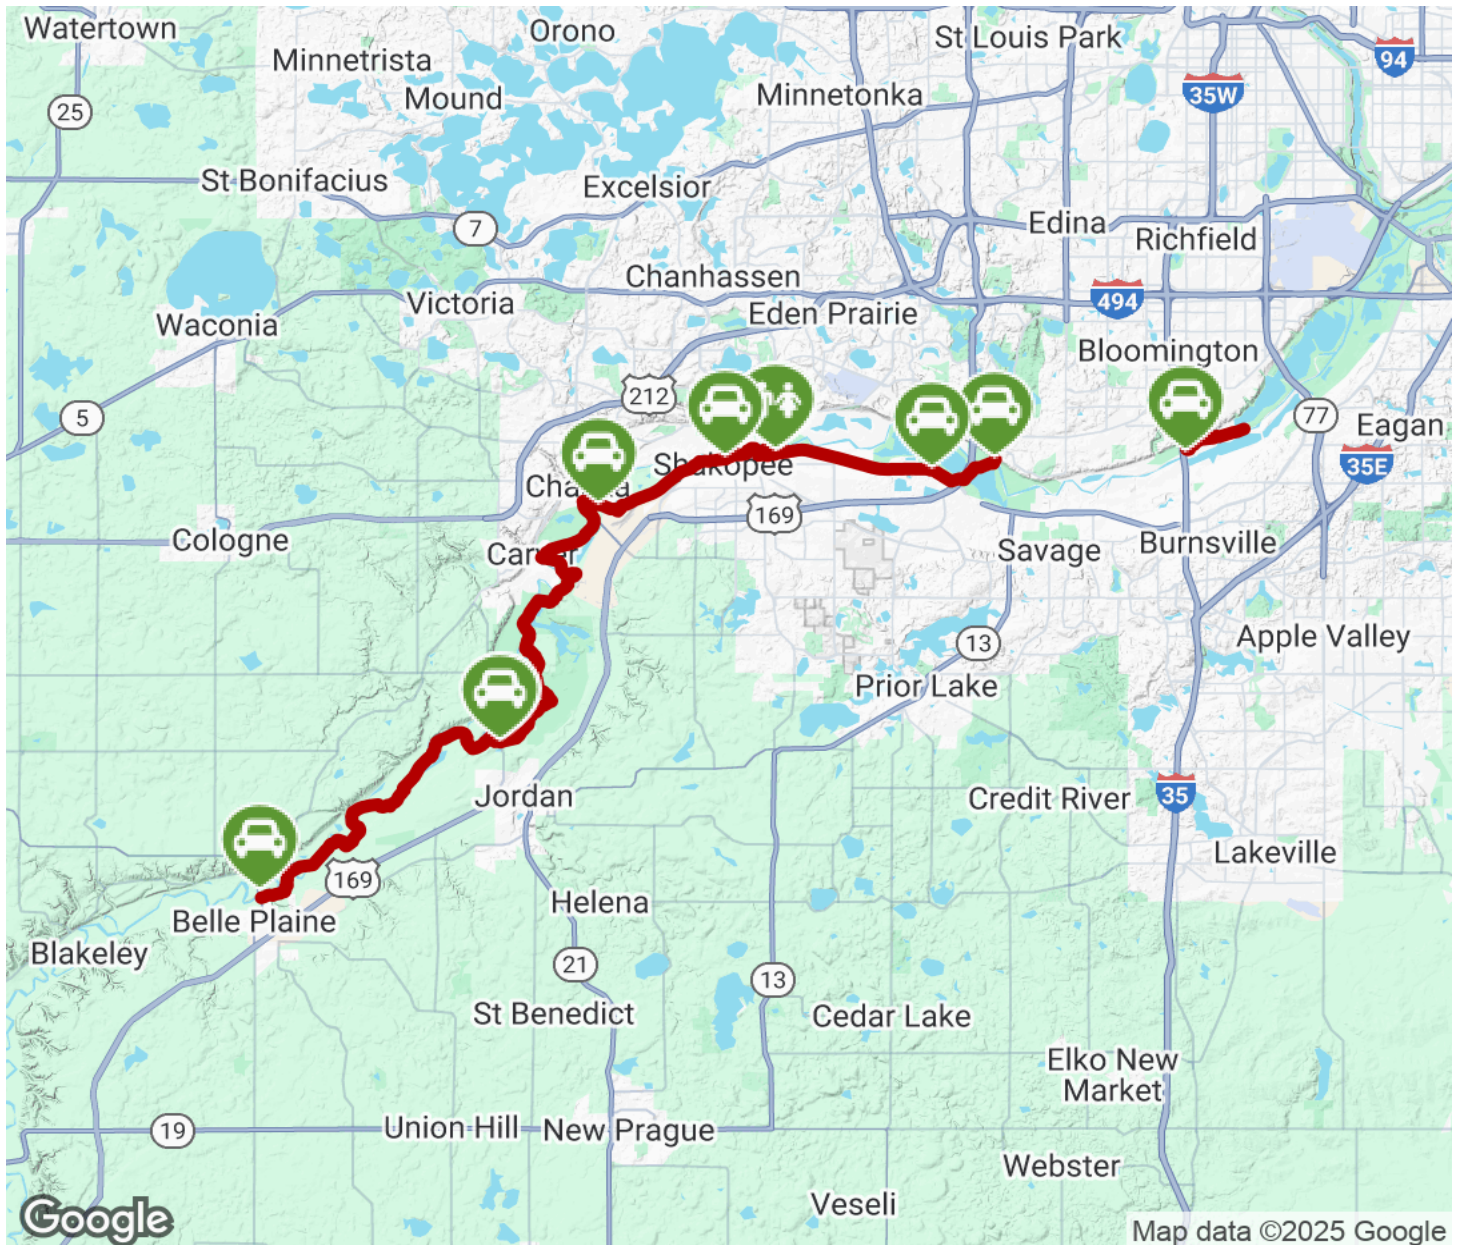 Watertown
Orono
St Louis Park
Minnetrista
94
Mound
Minnetonka
35W
25
St Bonifacius
Excelsior
7
Edina
Richfield
Chanhassen
Victoria
494
Eden Prairie
Waconia
Bloomington
212
5
77
Eagan
Shakopee
35E
Chaska
169
Cologne
Carver
Savage
Burnsville
13
Apple Valley
Prior Lake
Jordan
Credit River
35
Lakeville
169
Helena
Belle Plaine
Blakeley
21
13
St Benedict
Cedar Lake
Elko New
Market
19
Union Hill
New Prague
Webster
Veseli
Google
Map data ©2025 Google